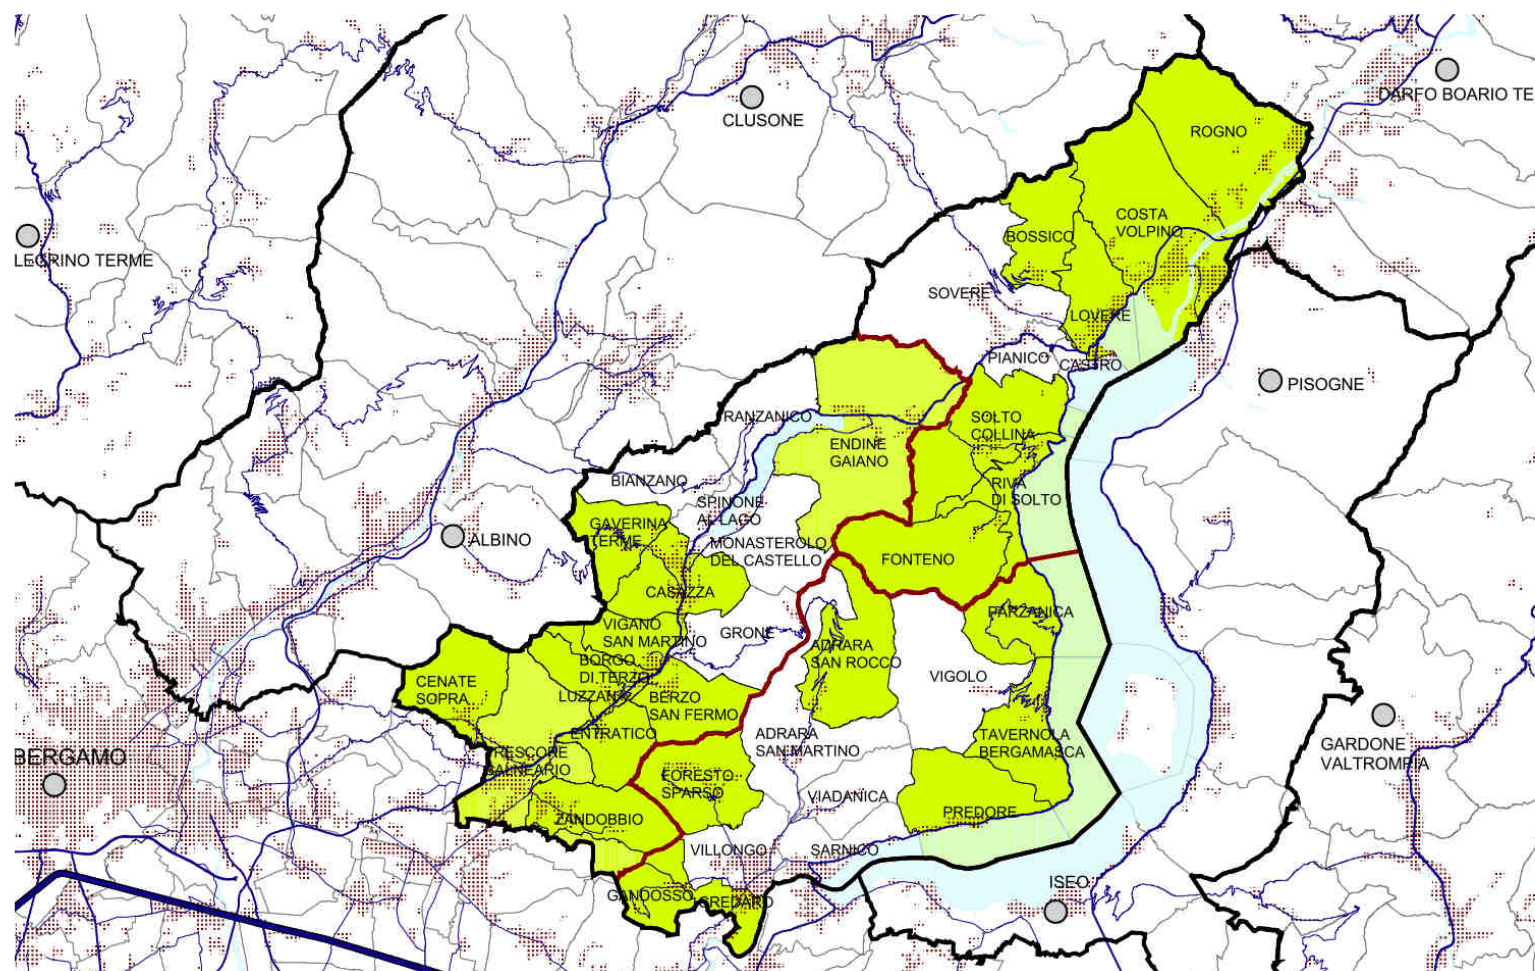 DARFO BOARIO TE
CLUSONE
ROGNO
COSTA
VOLPINO
BOSSICO
LEGRINO TERME
SOVERE
LOVERE
PIANICO
CASTRO
PISOGNE
RANZANICO
SOLTO
COLLINA
ENDINE
GAIANO
BIANZANO
RIVA
DI SOLTO
SPINONE
AL LAGO
GAVERINA
TERME
ALBINO
MONASTEROLO
DEL CASTELLO
FONTENO
CASAZZA
PARZANICA
VIGANO
SAN MARTINO
GRONE
ADRARA
SAN ROCCO
BORGO
DI TERZO
VIGOLO
CENATE
SOPRA
LUZZANA
BERZO
SAN FERMO
ENTRATICO
ADRARA
SAN MARTINO
TAVERNOLA
BERGAMASCA
GARDONE
VALTROMPIA
BERGAMO
TRESCORE
BALNEARIO
FORESTO
SPARSO
VIADANICA
PREDORE
ZANDOBBIO
VILLONGO
SARNICO
ISEO
GANDOSSO
CREDARO